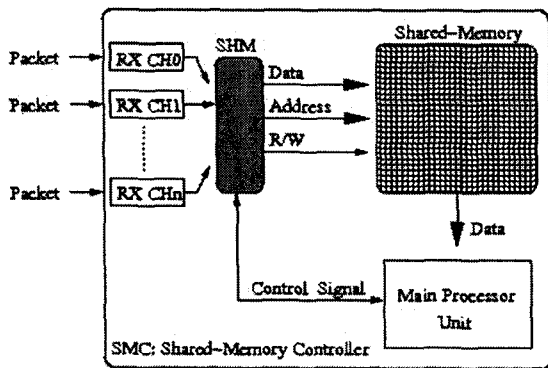 SHM
Shared-Memory
Packet
RX CH0
Data
Packet
RX CH1
Address
R/W
Packet
RX CHn
Data
Control Signal
Main Processor
Unit
SMC: Shared-Memory Controller